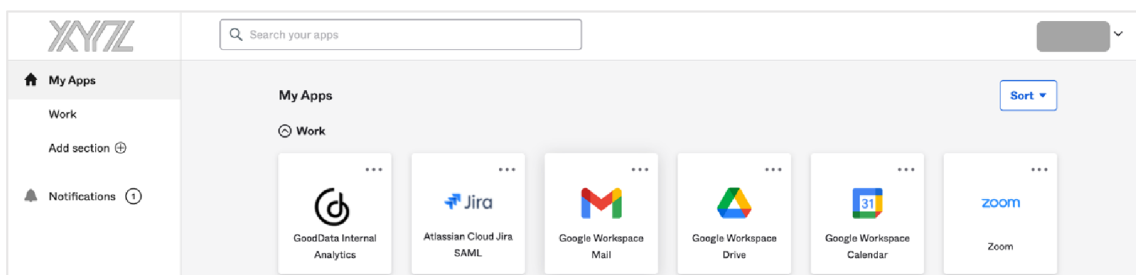 XYZ
Search your apps
My Apps
Work
Add section
Notifications 1
My Apps
Sort
Work
GoodData Internal
Analytics
Jira
Atlassian Cloud Jira
SAML
Google Workspace
Mail
Google Workspace
Drive
31
Google Workspace
Calendar
zoom
Zoom